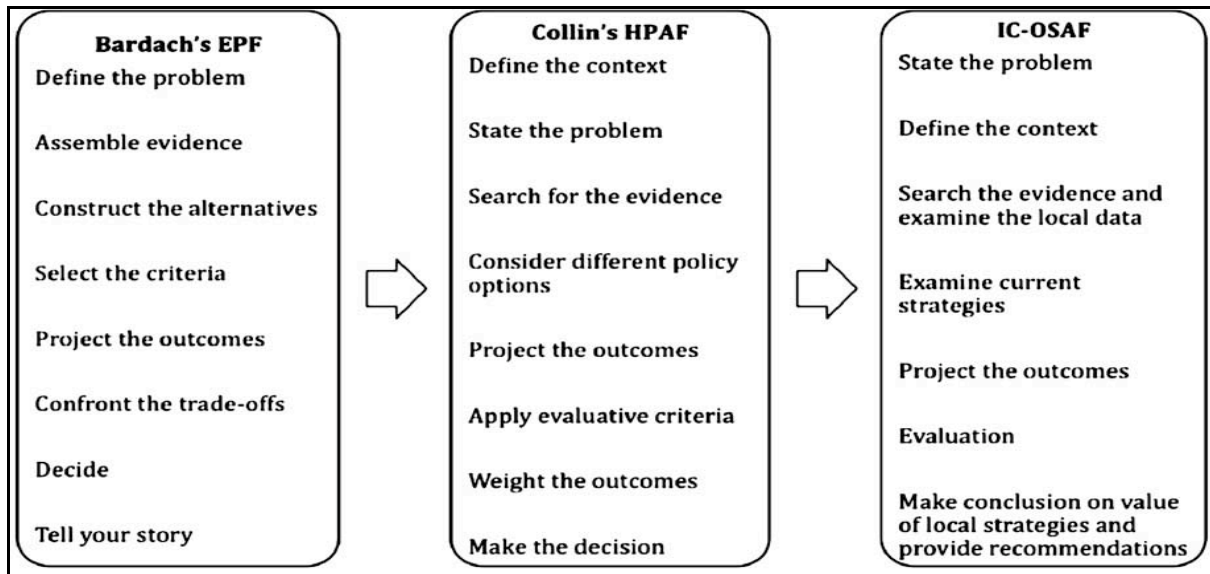 Bardach's EPF
Define the problem
Assemble evidence
Construct the alternatives
Select the criteria
Project the outcomes
Confront the trade-offs
Decide
Tell your story
Collin's HPAF
Define the context
State the problem
Search for the evidence
Consider different policy
options
Project the outcomes
Apply evaluative criteria
Weight the outcomes
Make the decision
IC-OSAF
State the problem
Define the context
Search the evidence and
examine the local data
Examine current
strategies
Project the outcomes
Evaluation
Make conclusion on value
of local strategies and
provide recommendations